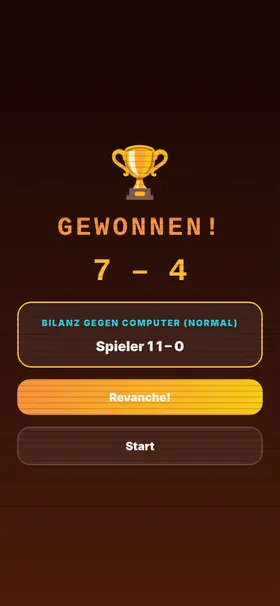 GEWONNEN!
7 – 4
BILANZ GEGEN COMPUTER (NORMAL)
Spieler 11–0
Revanche!
Start